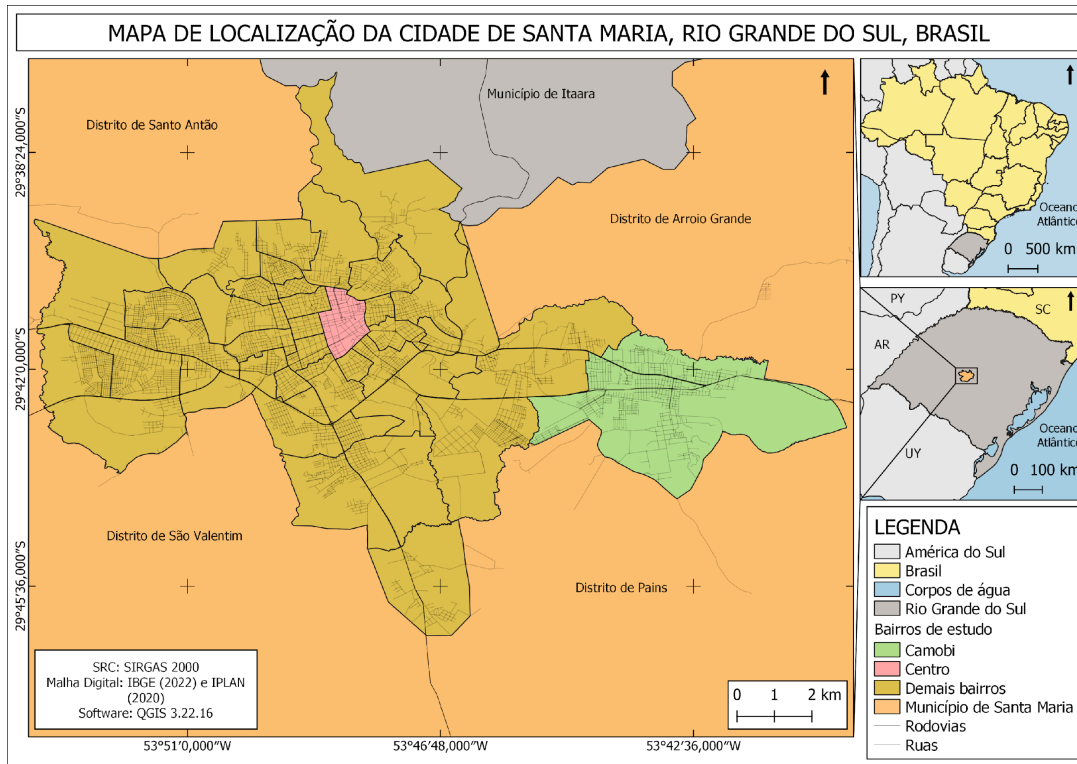 MAPA DE LOCALIZAÇÃO DA CIDADE DE SANTA MARIA, RIO GRANDE DO SUL, BRASIL
Município de Itaara
Distrito de Santo Antão
Distrito de Arroio Grande
Distrito de São Valentim
Distrito de Pains
29°38'24,000"S
29°42'0,000"S
29°45'36,000"S
SRC: SIRGAS 2000
Malha Digital: IBGE (2022) e IPLAN
(2020)
Software: QGIS 3.22.16
0 1 2 km
53°51'0,000"W
53°46'48,000"W
53°42'36,000"W
Oceano
Atlântico
0 500 km
PY
SC
AR
UY
Oceano
Atlântico
0 100 km
LEGENDA
América do Sul
Brasil
Corpos de água
Rio Grande do Sul
Bairros de estudo
Camobi
Centro
Demais bairros
Município de Santa Maria
Rodovias
Ruas